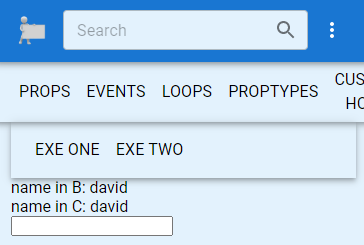 Search
PROPS EVENTS LOOPS PROPTYPES CUS
HO
EXE ONE EXE TWO
name in B: david
name in C: david